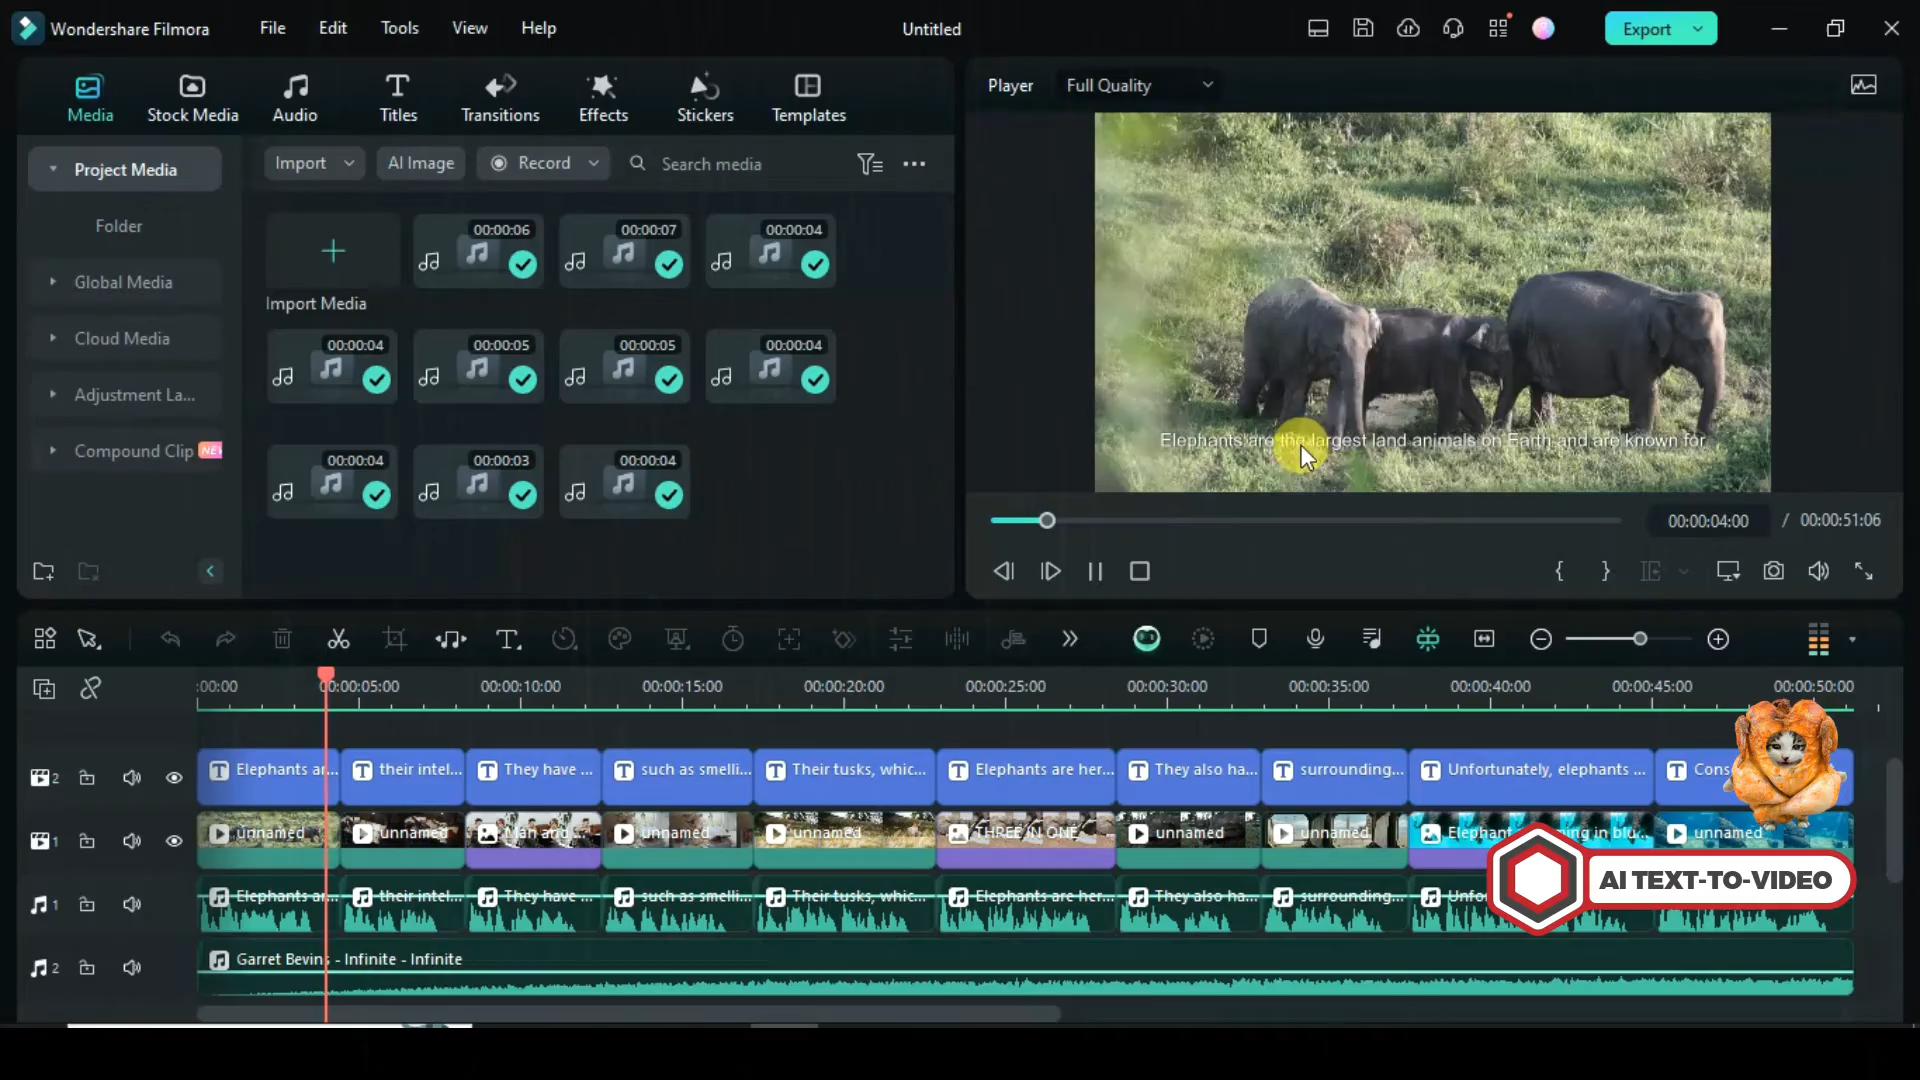 Wondershare Filmora
File
Edit
Tools
View
Help
Untitled
Export
Media
Stock Media
Audio
Titles
Transitions
Effects
Stickers
Templates
Player
Full Quality
Project Media
Folder
Global Media
Cloud Media
Adjustment La...
Compound Clip
Import
AI Image
Record
Search media
Import Media
00:00:06
00:00:07
00:00:04
00:00:04
00:00:05
00:00:05
00:00:04
00:00:04
00:00:03
00:00:04
Elephants are the largest land animals on Earth and are known for
00:00:04:00 / 00:00:51:06
:00:00
00:00:05:00
00:00:10:00
00:00:15:00
00:00:20:00
00:00:25:00
00:00:30:00
00:00:35:00
00:00:40:00
00:00:45:00
00:00:50:00
2
Elephants ar...
their intel...
They have ...
such as smelli...
Their tusks, whic...
Elephants are her...
They also ha...
surrounding...
Unfortunately, elephants ...
1
unnamed
unnamed
unnamed
unnamed
THREE IN ONE
unnamed
unnamed
unnamed
AI TEXT-TO-VIDEO
1
Elephants ar...
their intel...
They have ...
such as smelli...
Their tusks, whic...
Elephants are her...
They also ha...
surrounding...
2
Garret Bevins - Infinite - Infinite